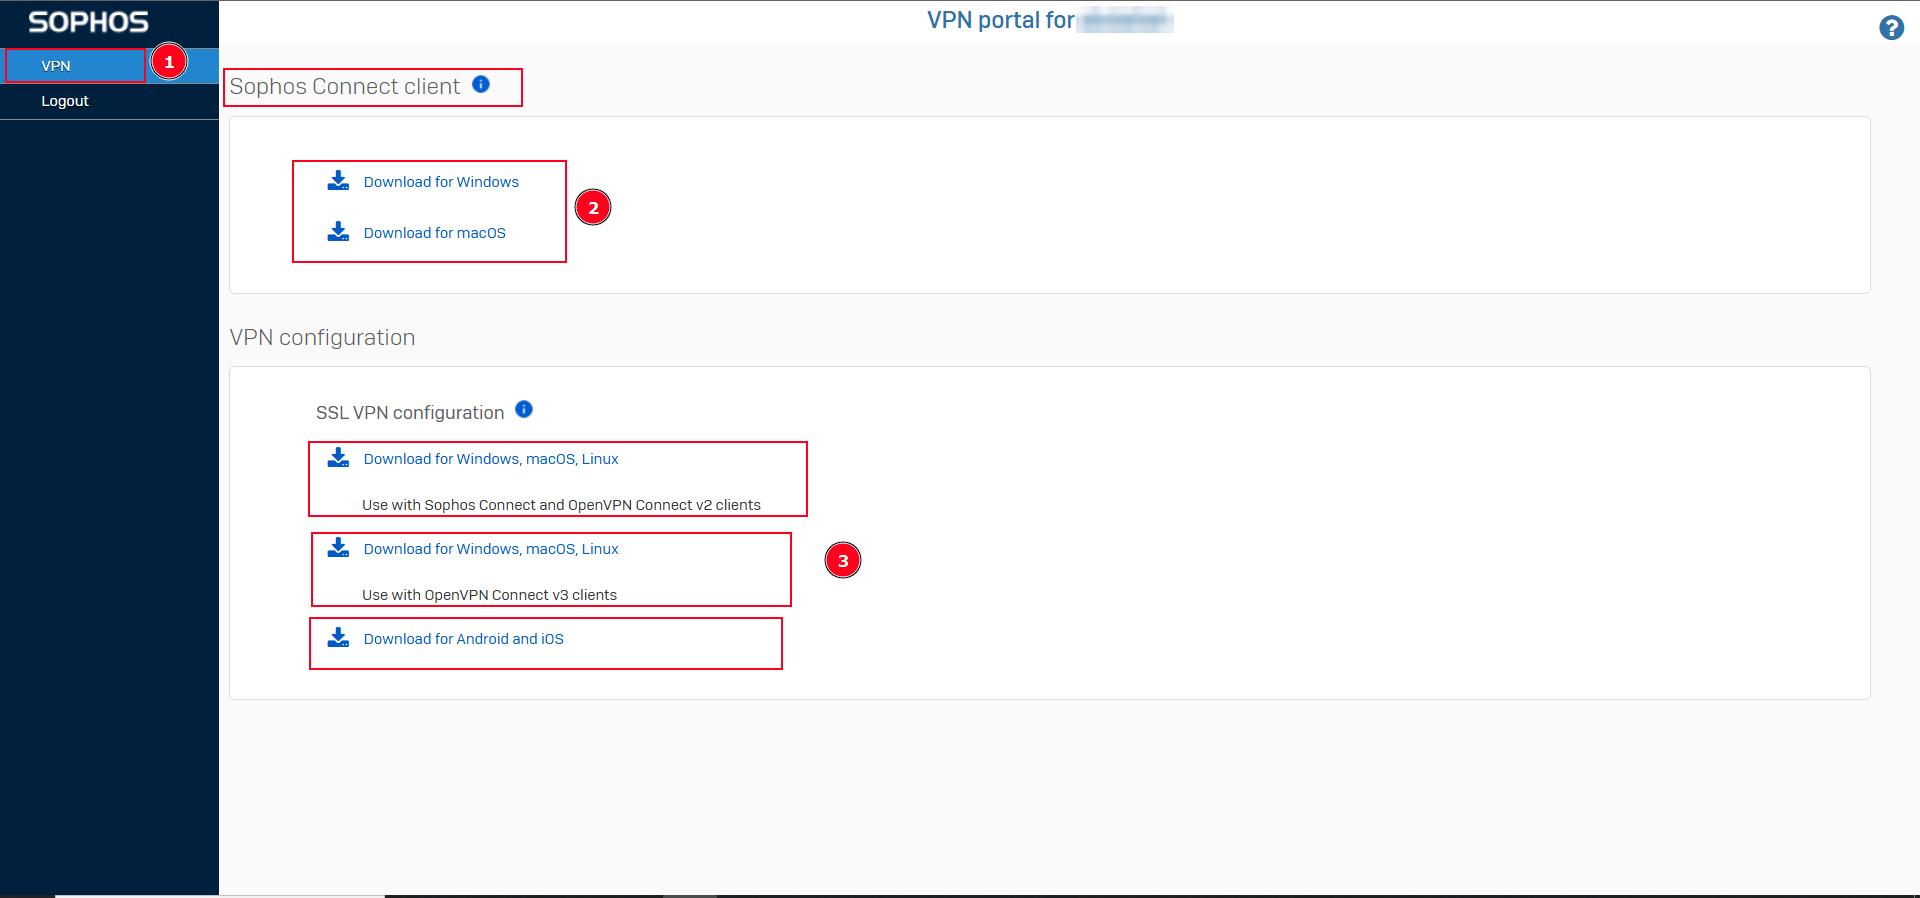 SOPHOS
VPN portal for
?
VPN
1
Logout
Sophos Connect client i
Download for Windows
2
Download for macOS
VPN configuration
SSL VPN configuration i
Download for Windows, macOS, Linux
Use with Sophos Connect and OpenVPN Connect v2 clients
Download for Windows, macOS, Linux
3
Use with OpenVPN Connect v3 clients
Download for Android and iOS